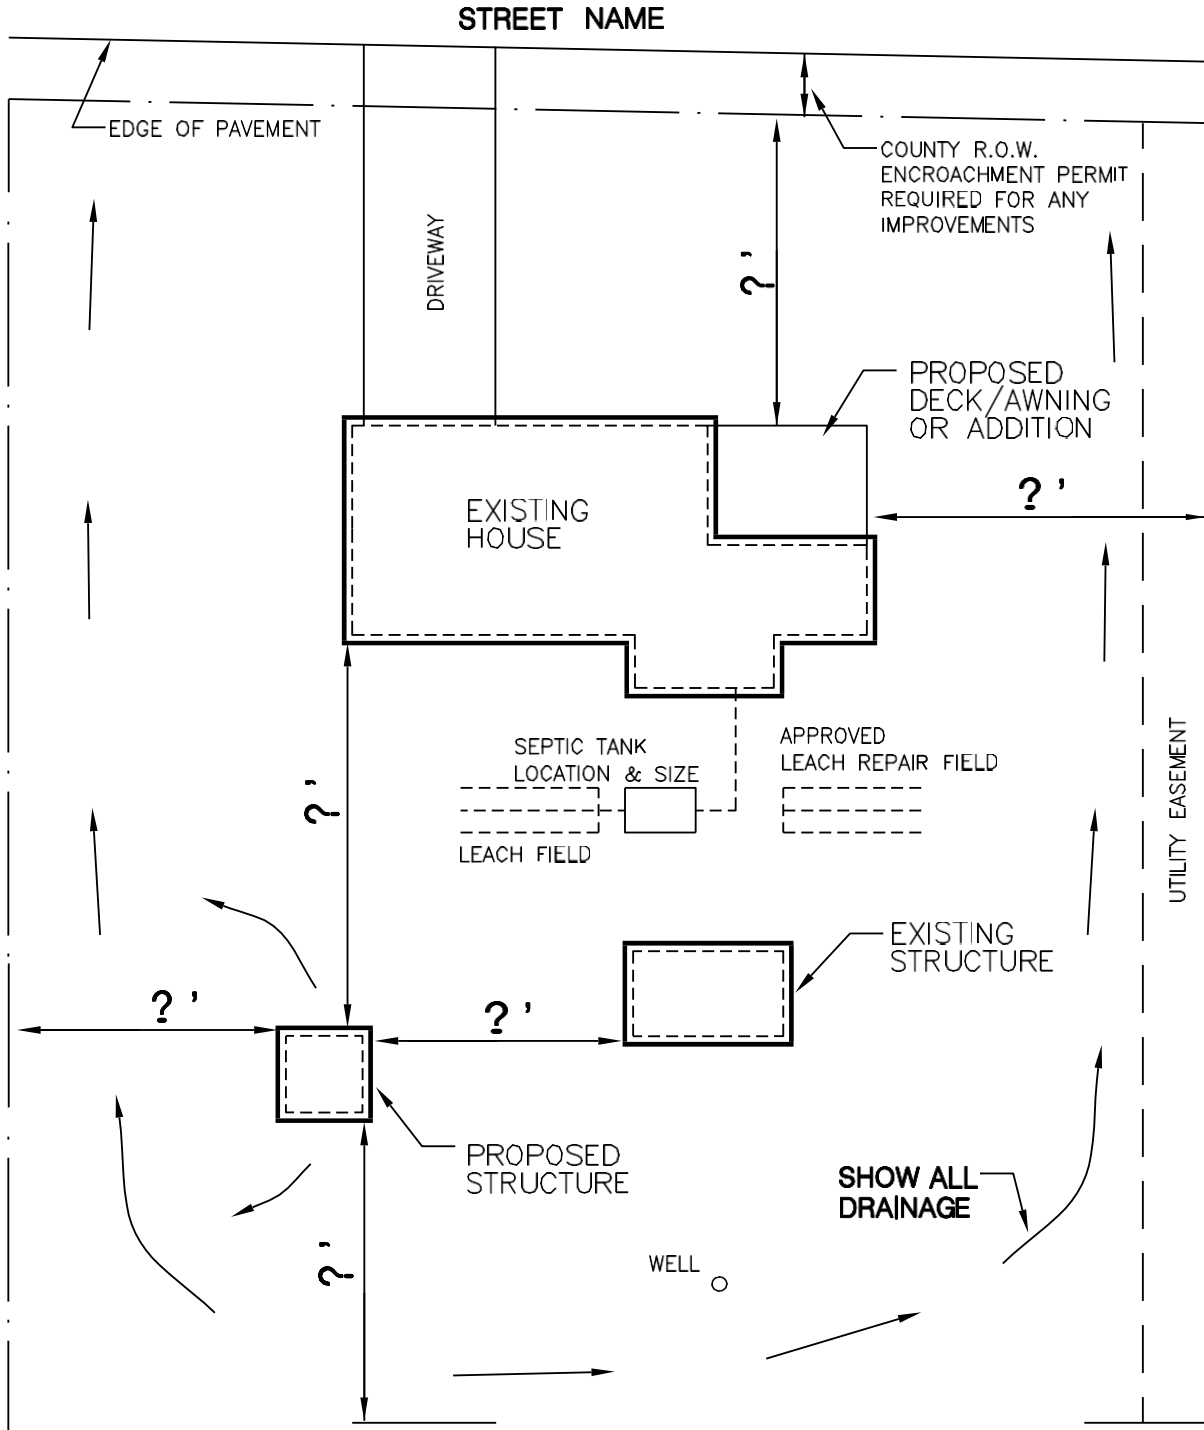 STREET NAME
EDGE OF PAVEMENT
COUNTY R.O.W.
ENCROACHMENT PERMIT
REQUIRED FOR ANY
IMPROVEMENTS
DRIVEWAY
?'
PROPOSED
DECK/AWNING
OR ADDITION
?'
EXISTING
HOUSE
SEPTIC TANK
LOCATION & SIZE
APPROVED
LEACH REPAIR FIELD
UTILITY EASEMENT
?'
LEACH FIELD
EXISTING
STRUCTURE
?'
?'
PROPOSED
STRUCTURE
SHOW ALL
DRAINAGE
?'
WELL